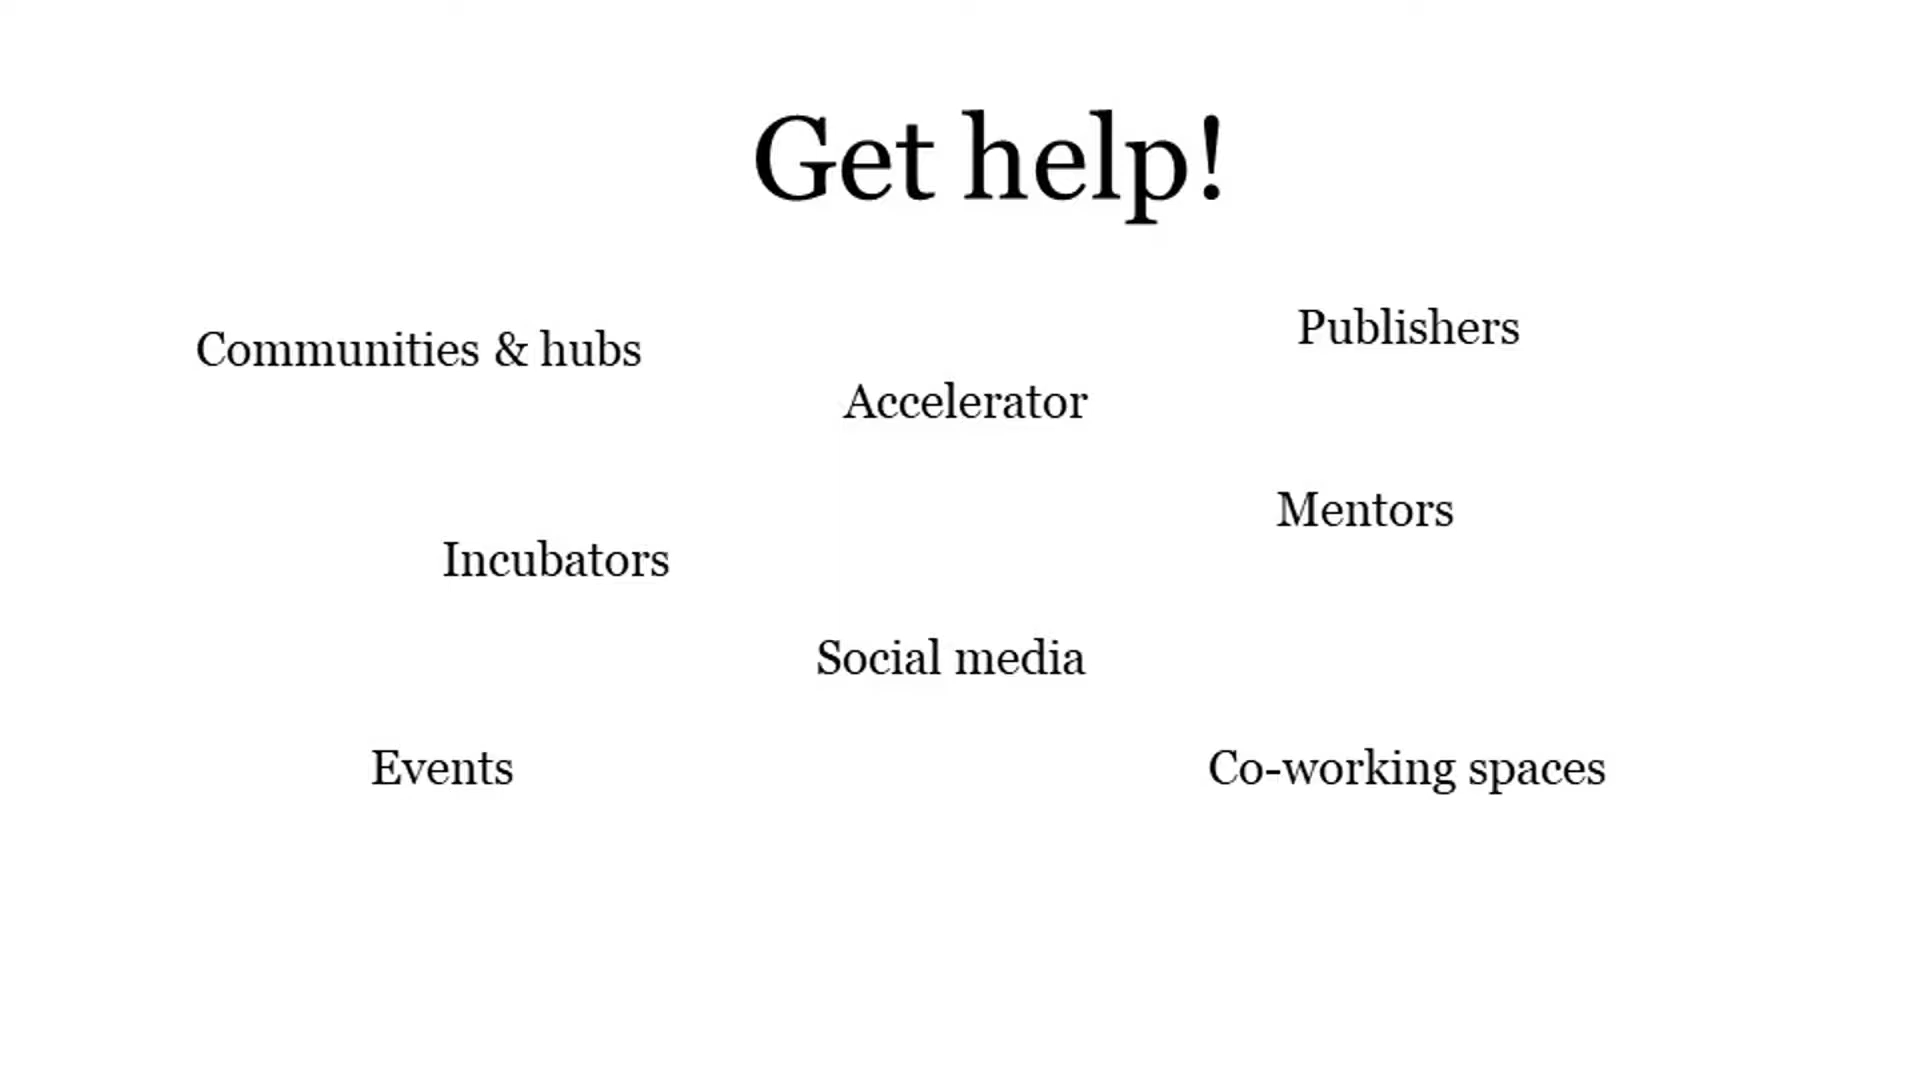 Get help!
Communities & hubs
Publishers
Accelerator
Mentors
Incubators
Social media
Events
Co-working spaces